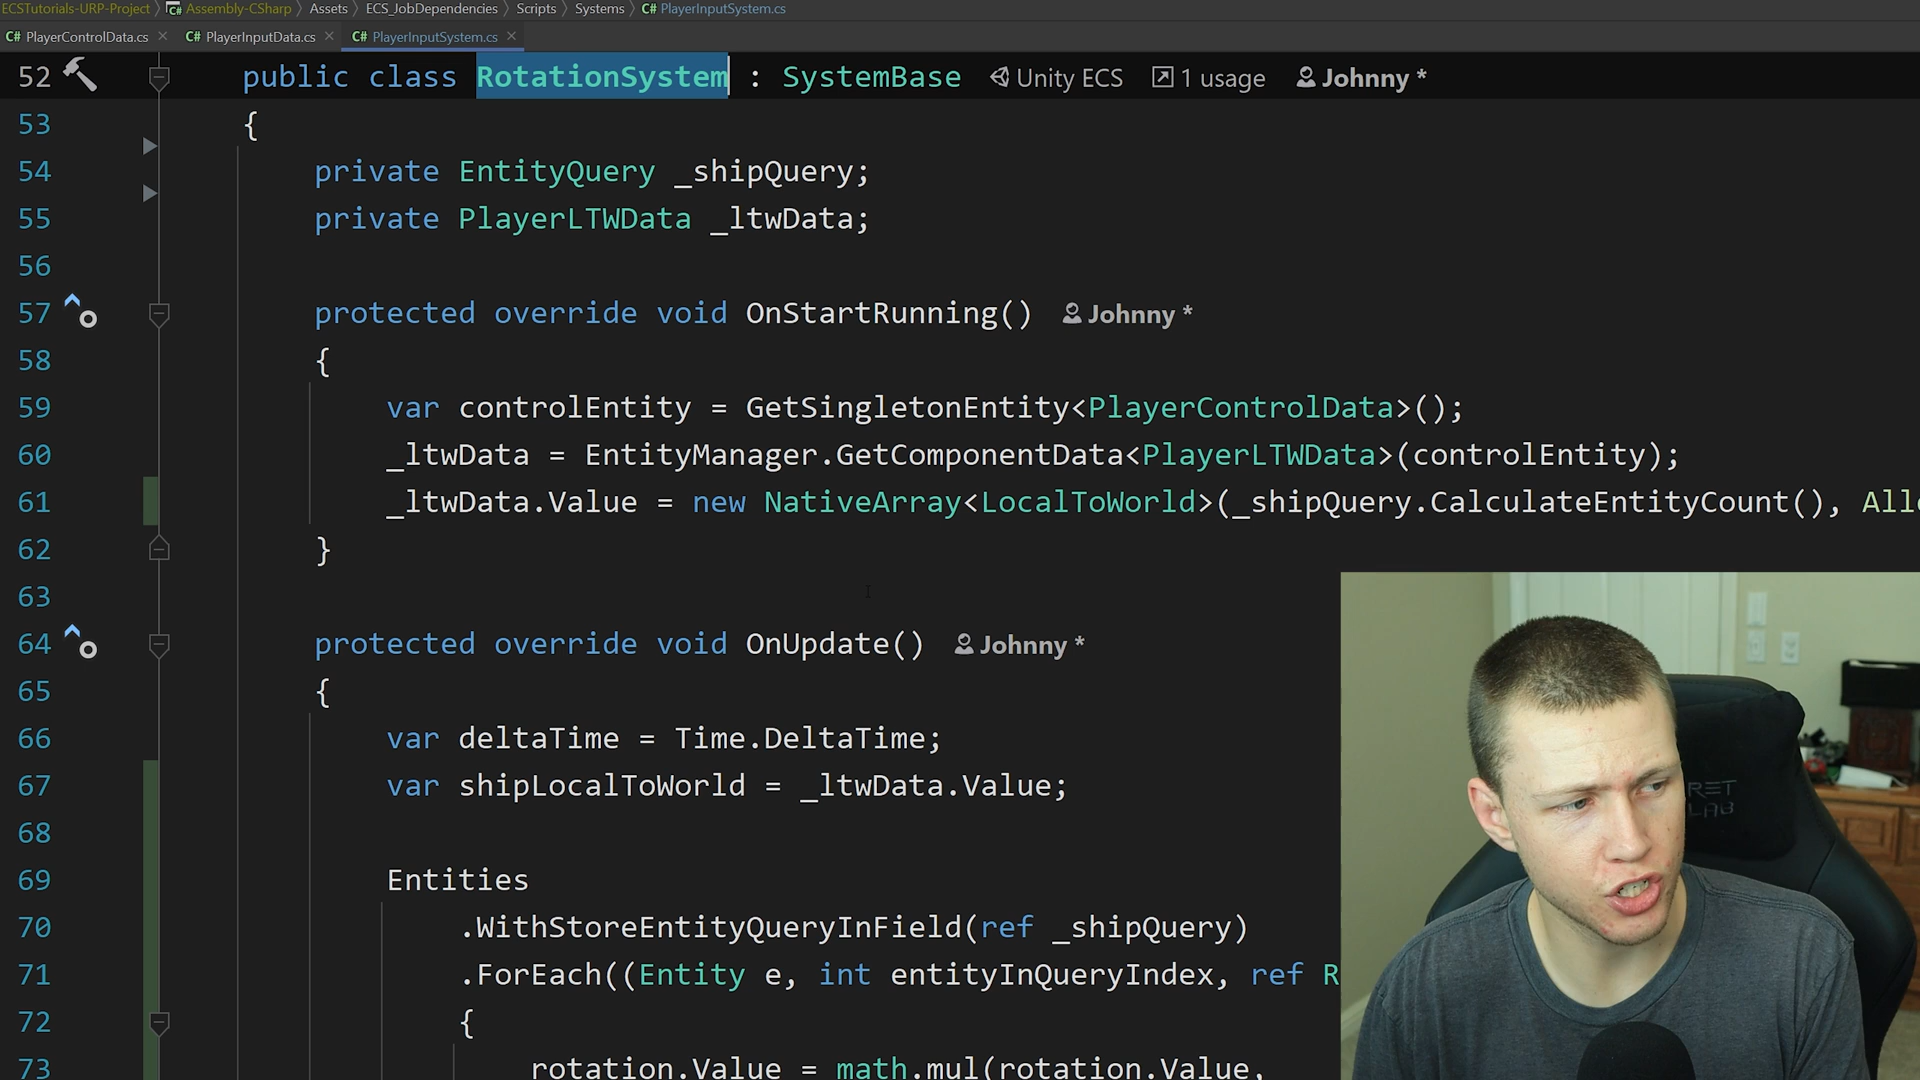 ECSTutorials-URP-Project > Assembly-CSharp > Assets > ECS_JobDependencies > Scripts > Systems > C# PlayerInputSystem.cs
C# PlayerControlData.cs × C# PlayerInputData.cs × C# PlayerInputSystem.cs ×
52 public class RotationSystem : SystemBase Unity ECS 1 usage Johnny *
53 {
54 private EntityQuery _shipQuery;
55 private PlayerLTWData _ltwData;
56
57 protected override void OnStartRunning() Johnny *
58 {
59 var controlEntity = GetSingletonEntity<PlayerControlData>();
60 _ltwData = EntityManager.GetComponentData<PlayerLTWData>(controlEntity);
61 _ltwData.Value = new NativeArray<LocalToWorld>(_shipQuery.CalculateEntityCount(), All
62 }
63
64 protected override void OnUpdate() Johnny *
65 {
66 var deltaTime = Time.DeltaTime;
67 var shipLocalToWorld = _ltwData.Value;
68
69 Entities
70 .WithStoreEntityQueryInField(ref _shipQuery)
71 .ForEach((Entity e, int entityInQueryIndex, ref R
72 {
73 rotation.Value = math.mul(rotation.Value,